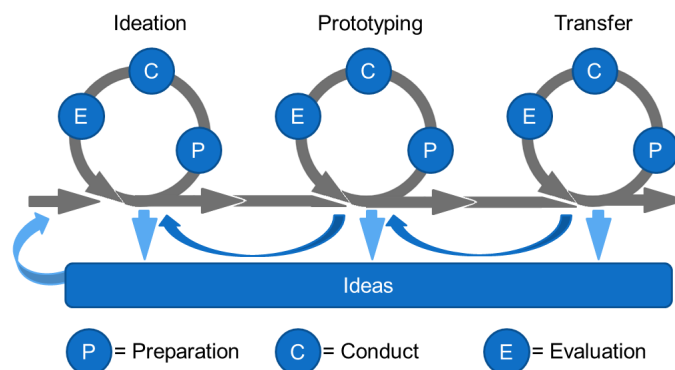 Ideation Prototyping Transfer
C C C
E E E
P P P
Ideas
P = Preparation C = Conduct E = Evaluation